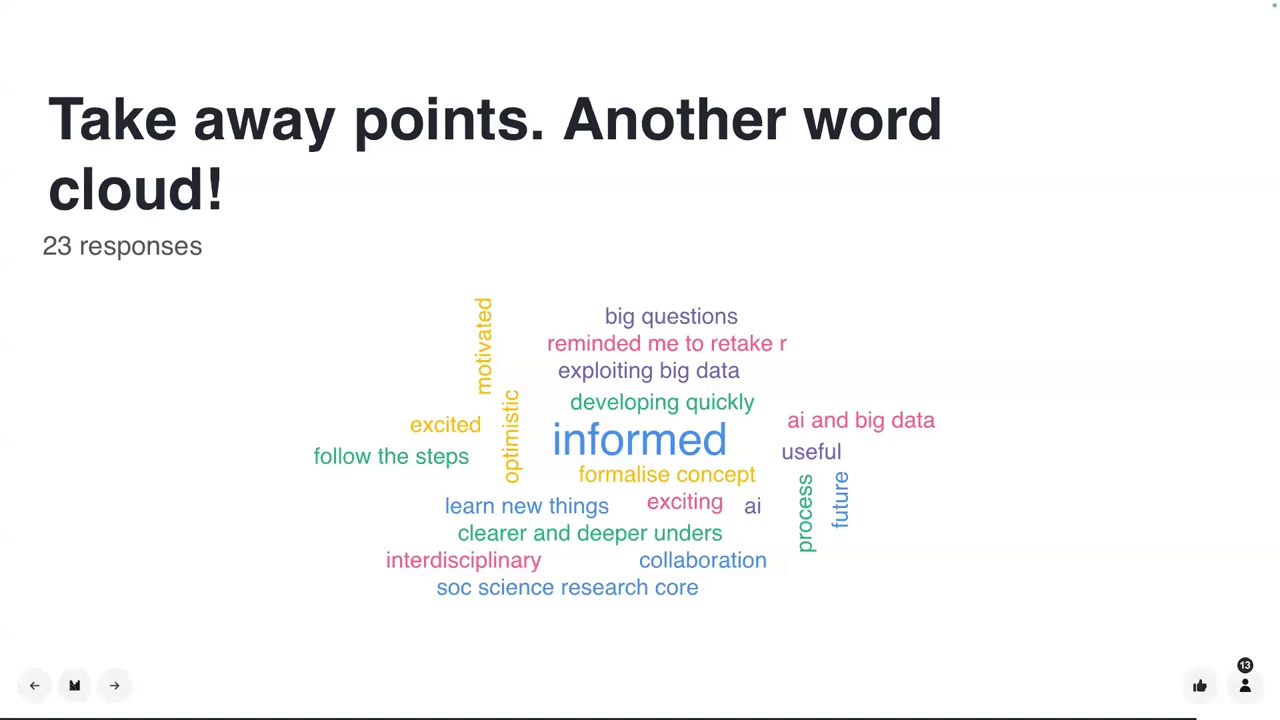 Take away points. Another word
cloud!
23 responses
motivated
big questions
reminded me to retake r
exploiting big data
optimistic
developing quickly
excited
informed
ai and big data
follow the steps
useful
formalise concept
process
future
learn new things
exciting
ai
clearer and deeper unders
interdisciplinary
collaboration
soc science research core
13